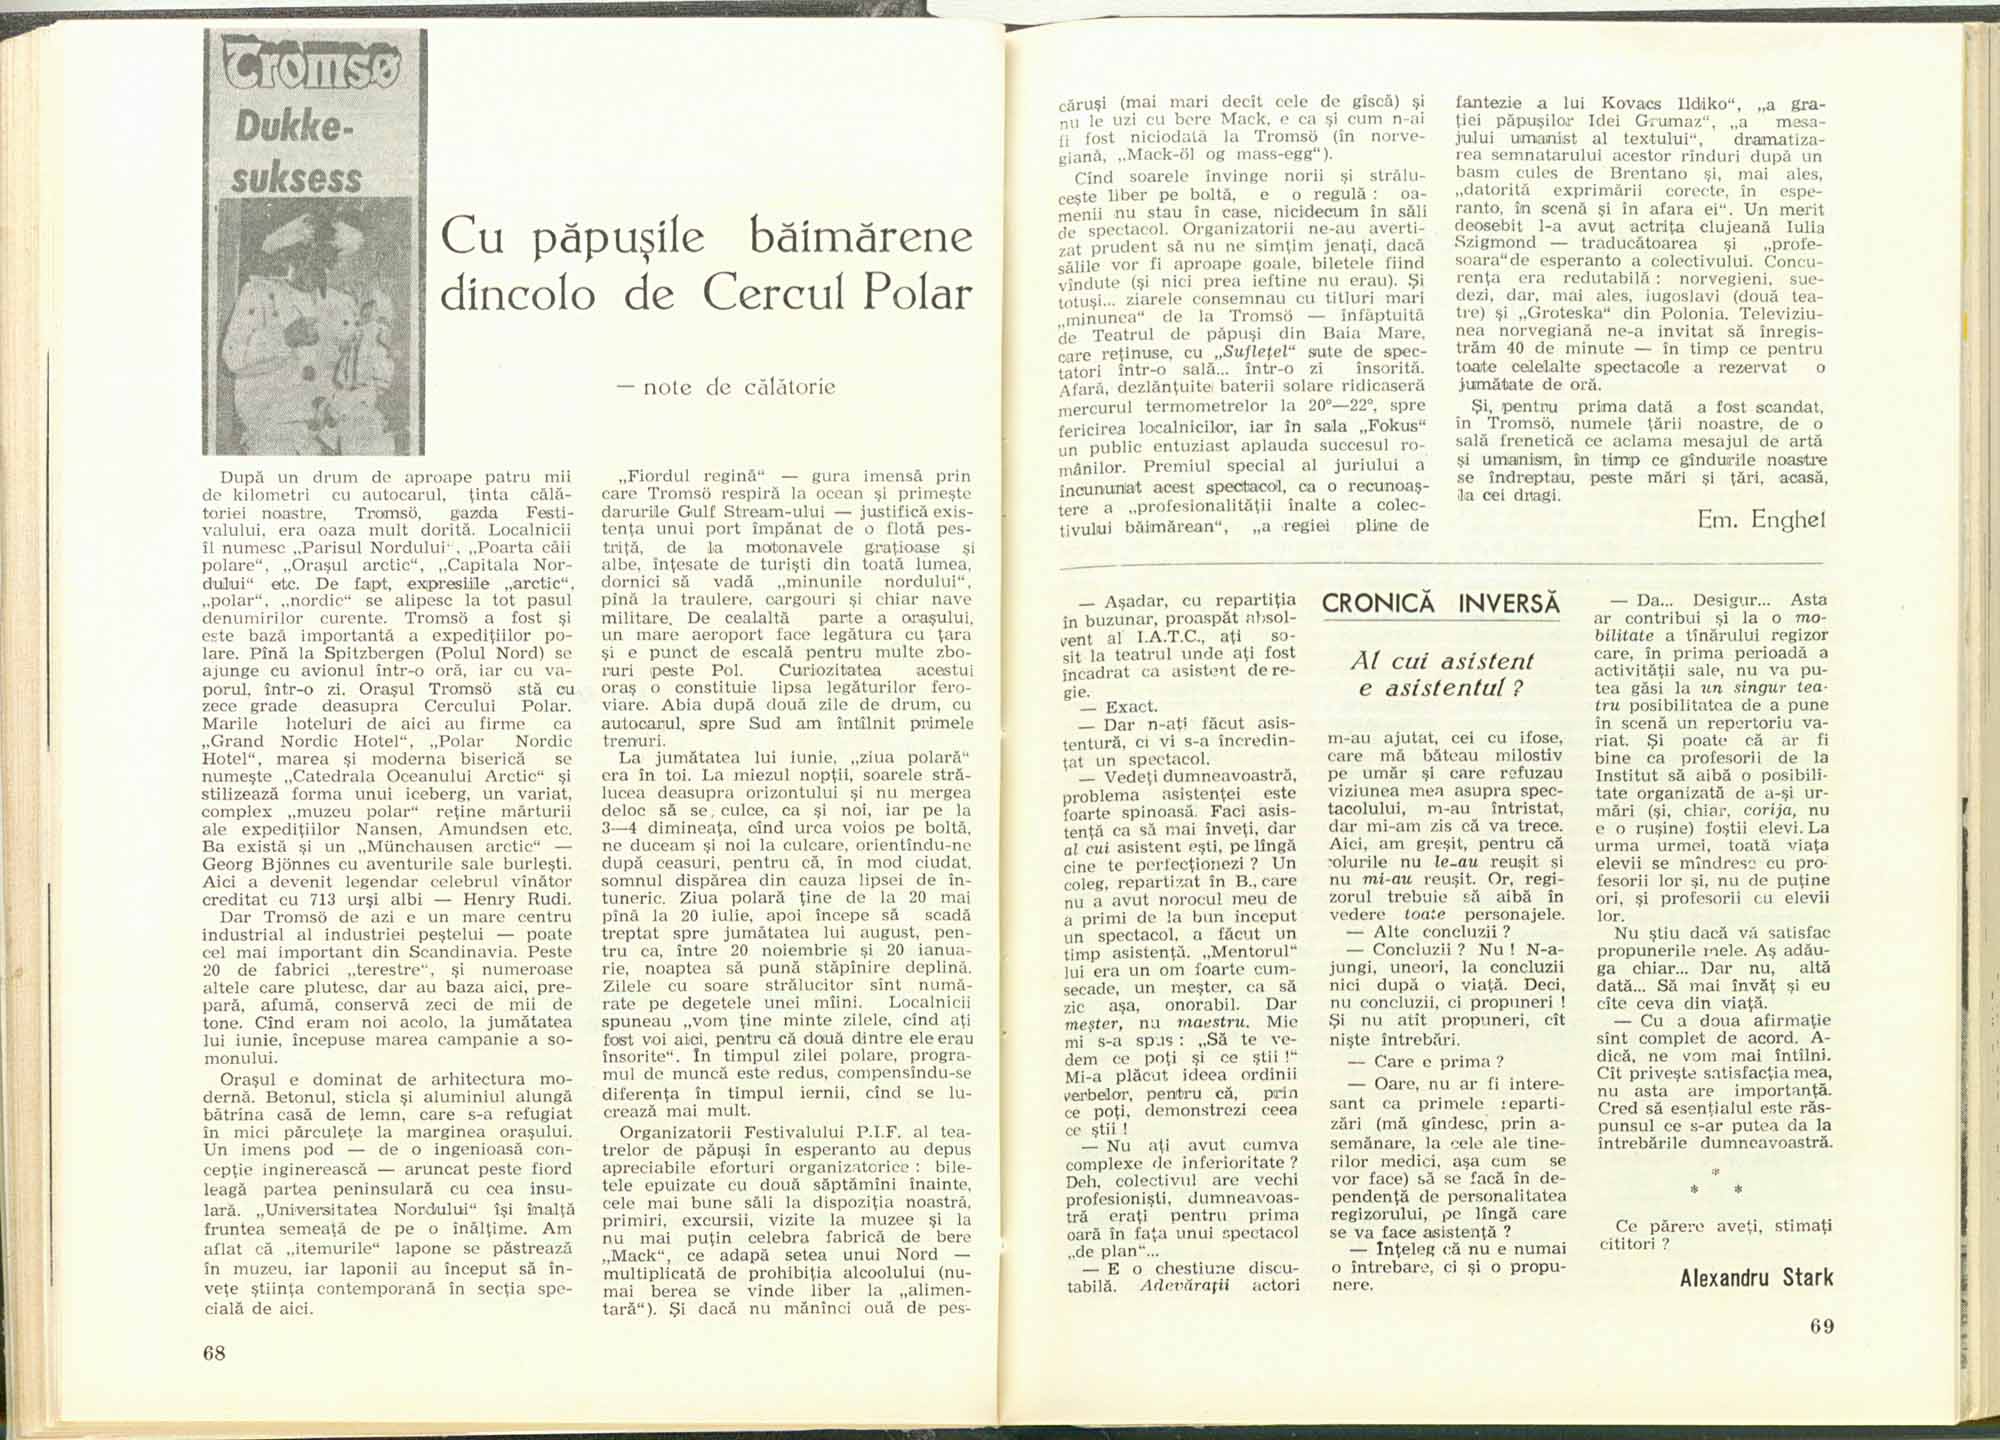 Tromsø
Dukke-
suksess
Cu păpușile băimărene
dincolo de Cercul Polar
— note de călătorie
După un drum de aproape patru mii
de kilometri cu autocarul, ținta călă-
toriei noastre, Tromsö, gazda Festi-
valului, era oaza mult dorită. Localnicii
îl numesc „Parisul Nordului“, „Poarta căii
polare“, „Orașul arctic“, „Capitala Nor-
dului“ etc. De fapt, expresiile „arctic“,
„polar“, „nordic“ se alipesc la tot pasul
denumirilor curente. Tromsö a fost și
este bază importantă a expedițiilor po-
lare. Pînă la Spitzbergen (Polul Nord) se
ajunge cu avionul într-o oră, iar cu va-
porul, într-o zi. Orașul Tromsö stă cu
zece grade deasupra Cercului Polar.
Marile hoteluri de aici au firme ca
„Grand Nordic Hotel“, „Polar Nordic
Hotel“, marea și moderna biserică se
numește „Catedrala Oceanului Arctic“ și
stilizează forma unui iceberg, un variat,
complex „muzeu polar“ reține mărturii
ale expedițiilor Nansen, Amundsen etc.
Ba există și un „Münchausen arctic“ —
Georg Bjönnes cu aventurile sale burlești.
Aici a devenit legendar celebrul vînător
creditat cu 713 urși albi — Henry Rudi.
Dar Tromsö de azi e un mare centru
industrial al industriei peștelui — poate
cel mai important din Scandinavia. Peste
20 de fabrici „terestre“, și numeroase
altele care plutesc, dar au baza aici, pre-
pară, afumă, conservă zeci de mii de
tone. Cînd eram noi acolo, la jumătatea
lui iunie, începuse marea campanie a so-
monului.
Orașul e dominat de arhitectura mo-
dernă. Betonul, sticla și aluminiul alungă
bătrîna casă de lemn, care s-a refugiat
în mici părculețe la marginea orașului.
Un imens pod — de o ingenioasă con-
cepție inginerească — aruncat peste fiord
leagă partea peninsulară cu cea insu-
lară. „Universitatea Nordului“ își înalță
fruntea semeață de pe o înălțime. Am
aflat că „itemurile“ lapone se păstrează
în muzeu, iar laponii au început să în-
vețe știința contemporană în secția spe-
cială de aici.
68
„Fiordul regină“ — gura imensă prin
care Tromsö respiră la ocean și primește
darurile Gulf Stream-ului — justifică exis-
tența unui port împănat de o flotă pes-
triță, de la motonavele grațioase și
albe, înțesate de turiști din toată lumea,
dornici să vadă „minunile nordului“,
pînă la traulere, cargouri și chiar nave
militare. De cealaltă parte a orașului,
un mare aeroport face legătura cu țara
și e punct de escală pentru multe zbo-
ruri peste Pol. Curiozitatea acestui
oraș o constituie lipsa legăturilor fero-
viare. Abia după două zile de drum, cu
autocarul, spre Sud am întîlnit primele
trenuri.
La jumătatea lui iunie, „ziua polară“
era în toi. La miezul nopții, soarele stră-
lucea deasupra orizontului și nu mergea
deloc să se culce, ca și noi, iar pe la
3—4 dimineața, cînd urca voios pe boltă,
ne duceam și noi la culcare, orientîndu-ne
după ceasuri, pentru că, în mod ciudat,
somnul dispărea din cauza lipsei de în-
tuneric. Ziua polară ține de la 20 mai
pînă la 20 iulie, apoi începe să scadă
treptat spre jumătatea lui august, pen-
tru ca, între 20 noiembrie și 20 ianua-
rie, noaptea să pună stăpînire deplină.
Zilele cu soare strălucitor sînt numă-
rate pe degetele unei mîini. Localnicii
spuneau „vom ține minte zilele, cînd ați
fost voi aici, pentru că două dintre ele erau
însorite“. În timpul zilei polare, progra-
mul de muncă este redus, compensîndu-se
diferența în timpul iernii, cînd se lu-
crează mai mult.
Organizatorii Festivalului P.I.F. al tea-
trelor de păpuși în esperanto au depus
apreciabile eforturi organizatorice : bile-
tele epuizate cu două săptămîni înainte,
cele mai bune săli la dispoziția noastră,
primiri, excursii, vizite la muzee și la
nu mai puțin celebra fabrică de bere
„Mack“, ce adapă setea unui Nord —
multiplicată de prohibiția alcoolului (nu-
mai berea se vinde liber la „alimen-
tară“). Și dacă nu mănînci ouă de pes-
căruși (mai mari decît cele de gîscă) și
nu le uzi cu bere Mack, e ca și cum n-ai
fi fost niciodată la Tromsö (în norve-
giană, „Mack-öl og mass-egg“).
Cînd soarele învinge norii și strălu-
cește liber pe boltă, e o regulă : oa-
menii nu stau în case, nicidecum în săli
de spectacol. Organizatorii ne-au averti-
zat prudent să nu ne simțim jenați, dacă
sălile vor fi aproape goale, biletele fiind
vîndute (și nici prea ieftine nu erau). Și
totuși... ziarele consemnau cu titluri mari
„minunea“ de la Tromsö — înfăptuită
de Teatrul de păpuși din Baia Mare,
care reținuse, cu „Sufletel“ sute de spec-
tatori într-o sală... într-o zi însorită.
Afară, dezlănțuite baterii solare ridicaseră
mercurul termometrelor la 20°—22°, spre
fericirea localnicilor, iar în sala „Fokus“
un public entuziast aplauda succesul ro-
mânilor. Premiul special al juriului a
încununat acest spectacol, ca o recunoaș-
tere a „profesionalității înalte a colec-
tivului băimărean“, „a regiei pline de
fantezie a lui Kovacs Ildiko“, „a gra-
ției păpușilor Idei Grumaz“, „a mesa-
jului umanist al textului“, dramatiza-
rea semnatarului acestor rînduri după un
basm cules de Brentano și, mai ales,
„datorită exprimării corecte, în espe-
ranto, în scenă și în afara ei“. Un merit
deosebit l-a avut actrița clujeană Iulia
Szigmond — traducătoarea și „profe-
soara“ de esperanto a colectivului. Concu-
rența era redutabilă : norvegieni, sue-
dezi, dar, mai ales, iugoslavi (două tea-
tre) și „Groteska“ din Polonia. Televiziu-
nea norvegiană ne-a invitat să înregis-
trăm 40 de minute — în timp ce pentru
toate celelalte spectacole a rezervat o
jumătate de oră.
Și, pentru prima dată a fost scandat,
în Tromsö, numele țării noastre, de o
sală frenetică ce aclama mesajul de artă
și umanism, în timp ce gîndurile noastre
se îndreptau, peste mări și țări, acasă,
la cei dragi.
Em. Enghel
— Așadar, cu repartiția
în buzunar, proaspăt absol-
vent al I.A.T.C., ați so-
sit la teatrul unde ați fost
încadrat ca asistent de re-
gie.
— Exact.
— Dar n-ați făcut asis-
tentură, ci vi s-a încredin-
țat un spectacol.
— Vedeți dumneavoastră,
problema asistenței este
foarte spinoasă. Faci asis-
tență ca să mai înveți, dar
al cui asistent ești, pe lîngă
cine te perfecționezi ? Un
coleg, repartizat în B., care
nu a avut norocul meu de
a primi de la bun început
un spectacol, a făcut un
timp asistență. „Mentorul“
lui era un om foarte cum-
secade, un meșter, ca să
zic așa, onorabil. Dar
meșter, nu maestru. Mie
mi s-a spus : „Să te ve-
dem ce poți și ce știi !“
Mi-a plăcut ideea ordinii
verbelor, pentru că, prin
ce poți, demonstrezi ceea
ce știi !
— Nu ați avut cumva
complexe de inferioritate ?
Deh, colectivul are vechi
profesioniști, dumneavoas-
tră erați pentru prima
oară în fața unui spectacol
„de plan“...
— E o chestiune discu-
tabilă. Adevărații actori
CRONICĂ INVERSĂ
Al cui asistent
e asistentul ?
m-au ajutat, cei cu ifose,
care mă băteau milostiv
pe umăr și care refuzau
viziunea mea asupra spec-
tacolului, m-au întristat,
dar mi-am zis că va trece.
Aici, am greșit, pentru că
rolurile nu le-au reușit și
nu mi-au reușit. Or, regi-
zorul trebuie să aibă în
vedere toate personajele.
— Alte concluzii ?
— Concluzii ? Nu ! N-a-
jungi, uneori, la concluzii
nici după o viață. Deci,
nu concluzii, ci propuneri !
Și nu atît propuneri, cît
niște întrebări.
— Care e prima ?
— Oare, nu ar fi intere-
sant ca primele reparti-
zări (mă gîndesc, prin a-
semănare, la cele ale tine-
rilor medici, așa cum se
vor face) să se facă în de-
pendență de personalitatea
regizorului, pe lîngă care
se va face asistență ?
— Înțeleg că nu e numai
o întrebare, ci și o propu-
nere.
— Da... Desigur... Asta
ar contribui și la o mo-
bilitate a tînărului regizor
care, în prima perioadă a
activității sale, nu va pu-
tea găsi la un singur tea-
tru posibilitatea de a pune
în scenă un repertoriu va-
riat. Și poate că ar fi
bine ca profesorii de la
Institut să aibă o posibili-
tate organizată de a-și ur-
mări (și, chiar, corija, nu
e o rușine) foștii elevi. La
urma urmei, toată viața
elevii se mîndresc cu pro-
fesorii lor și, nu de puține
ori, și profesorii cu elevii
lor.
Nu știu dacă vă satisfac
propunerile mele. Aș adău-
ga chiar... Dar nu, altă
dată... Să mai învăț și eu
cîte ceva din viață.
— Cu a doua afirmație
sînt complet de acord. A-
dică, ne vom mai întîlni.
Cît privește satisfacția mea,
nu asta are importanță.
Cred să esențialul este răs-
punsul ce s-ar putea da la
întrebările dumneavoastră.
*
* *
Ce părere aveți, stimați
cititori ?
Alexandru Stark
69